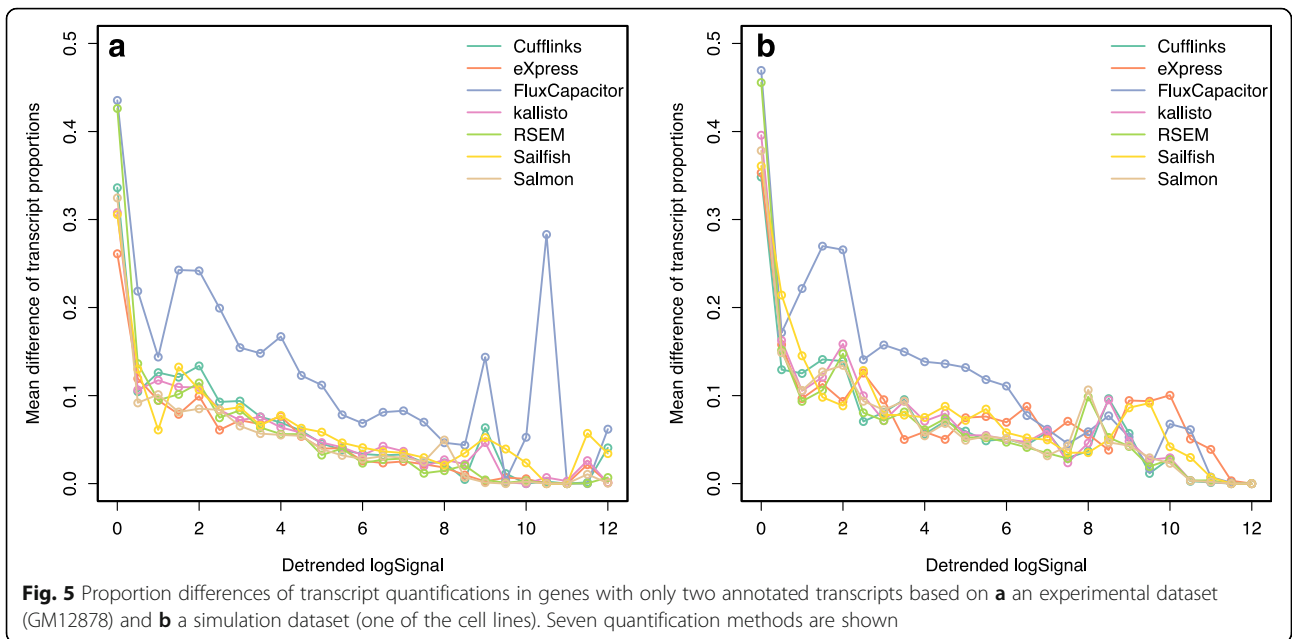 a
Cufflinks
eXpress
FluxCapacitor
kallisto
RSEM
Sailfish
Salmon
Mean difference of transcript proportions
0.5
0.4
0.3
0.2
0.1
0.0
0 2 4 6 8 10 12
Detrended logSignal
b
Cufflinks
eXpress
FluxCapacitor
kallisto
RSEM
Sailfish
Salmon
Mean difference of transcript proportions
0.5
0.4
0.3
0.2
0.1
0.0
0 2 4 6 8 10 12
Detrended logSignal
Fig. 5 Proportion differences of transcript quantifications in genes with only two annotated transcripts based on a an experimental dataset
(GM12878) and b a simulation dataset (one of the cell lines). Seven quantification methods are shown